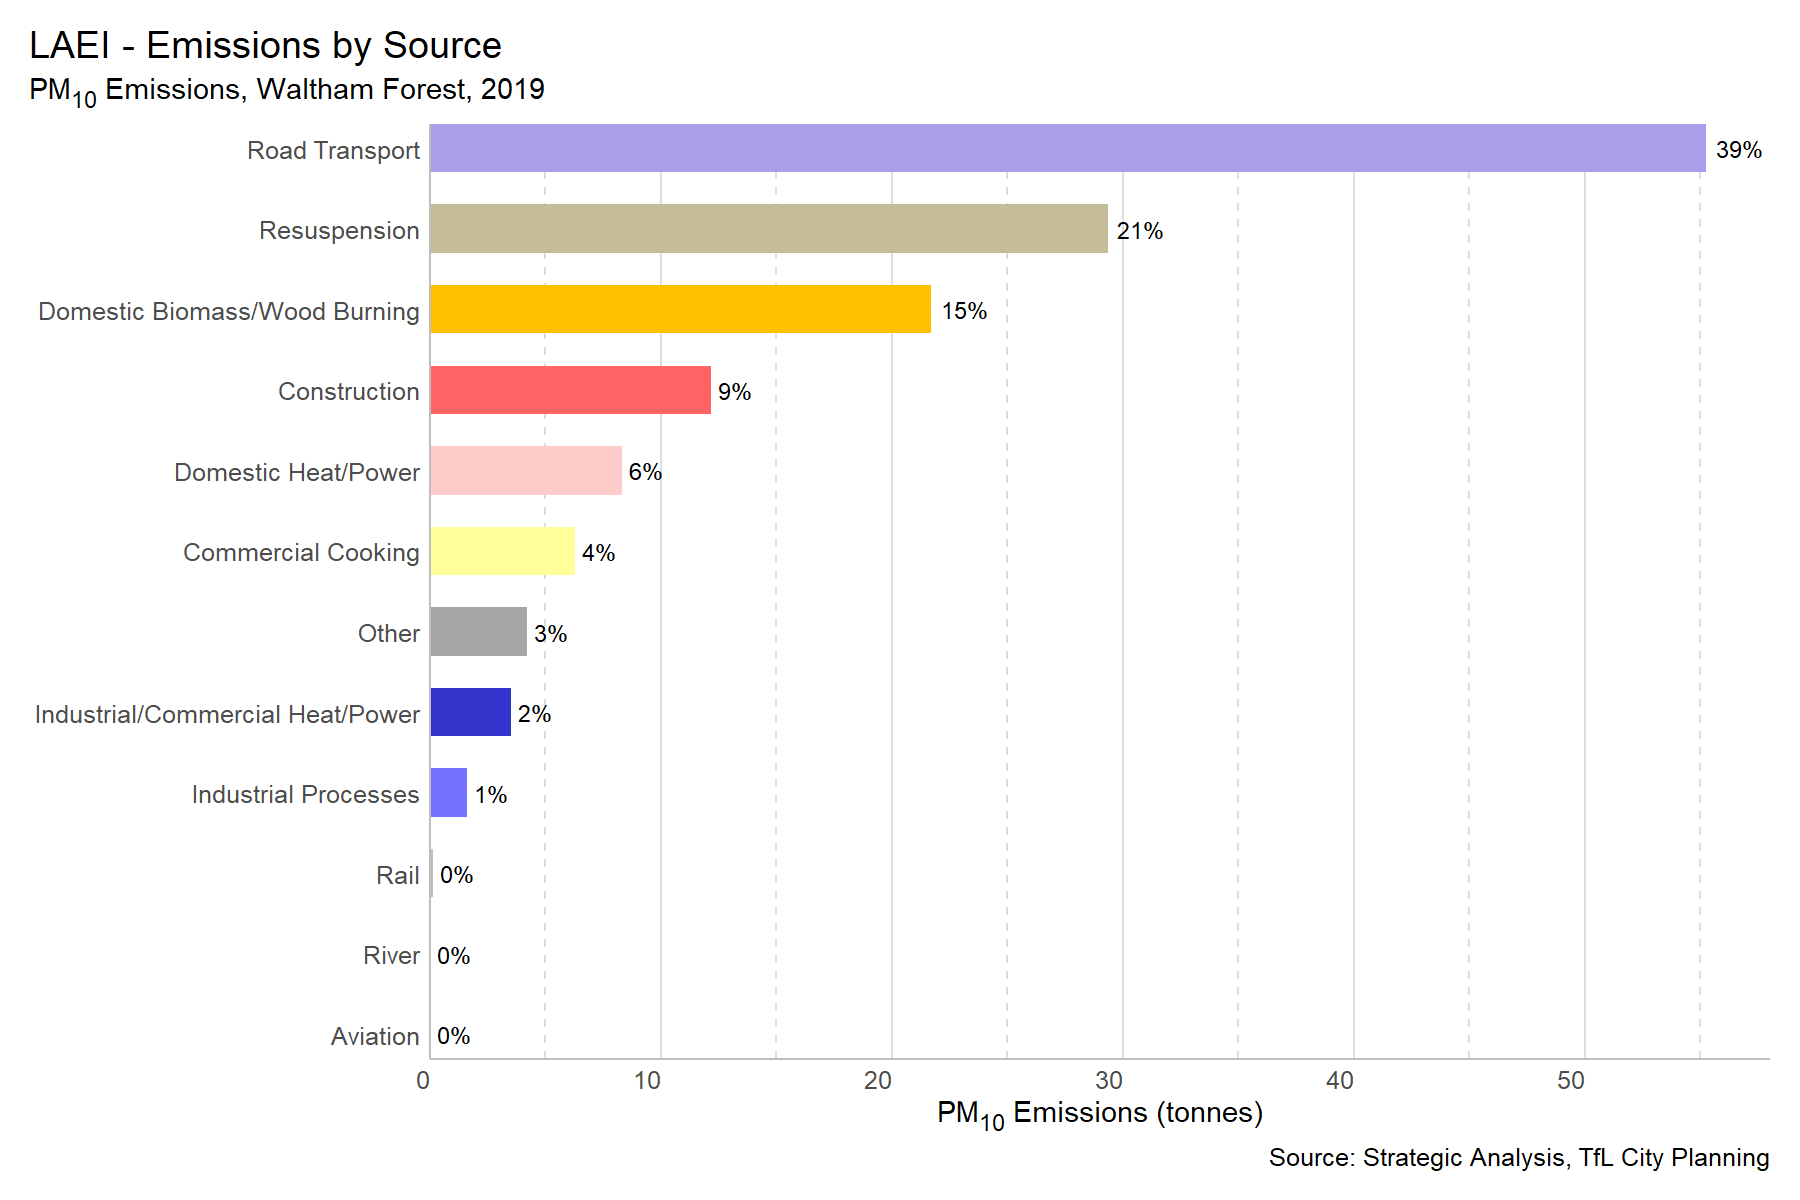 LAEI - Emissions by Source
PM10 Emissions, Waltham Forest, 2019
Road Transport 39%
Resuspension 21%
Domestic Biomass/Wood Burning 15%
Construction 9%
Domestic Heat/Power 6%
Commercial Cooking 4%
Other 3%
Industrial/Commercial Heat/Power 2%
Industrial Processes 1%
Rail 0%
River 0%
Aviation 0%
0 10 20 30 40 50
PM10 Emissions (tonnes)
Source: Strategic Analysis, TfL City Planning